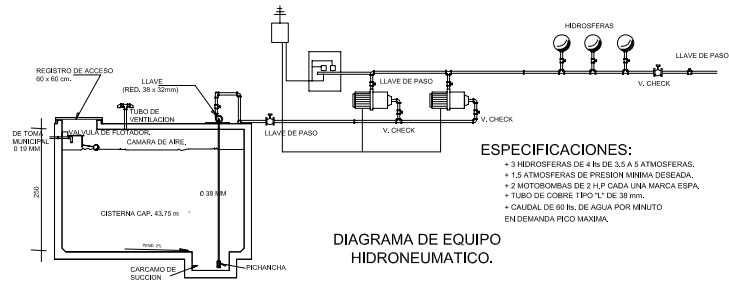 HIDROSFERAS
LLAVE DE PASO
V. CHECK
REGISTRO DE ACCESO
60 x 60 cm.
LLAVE
(RED. 38 x 32mm)
LLAVE DE PASO
TUBO DE
VENTILACION
DE TOMA
MUNICIPAL
0 19 MM
VALVULA DE FLOTADOR.
CAMARA DE AIRE.
LLAVE DE PASO
V. CHECK
V. CHECK
250
0 38 MM
CISTERNA CAP. 43.75 m
PEND. 2%
CARCAMO DE
SUCCION
PICHANCHA
ESPECIFICACIONES:
+ 3 HIDROSFERAS DE 4 lts DE 3.5 A 5 ATMOSFERAS.
+ 1.5 ATMOSFERAS DE PRESION MINIMA DESEADA.
+ 2 MOTOBOMBAS DE 2 H.P CADA UNA MARCA ESPA.
+ TUBO DE COBRE TIPO "L" DE 38 mm.
+ CAUDAL DE 60 lts. DE AGUA POR MINUTO
EN DEMANDA PICO MAXIMA.
DIAGRAMA DE EQUIPO
HIDRONEUMATICO.